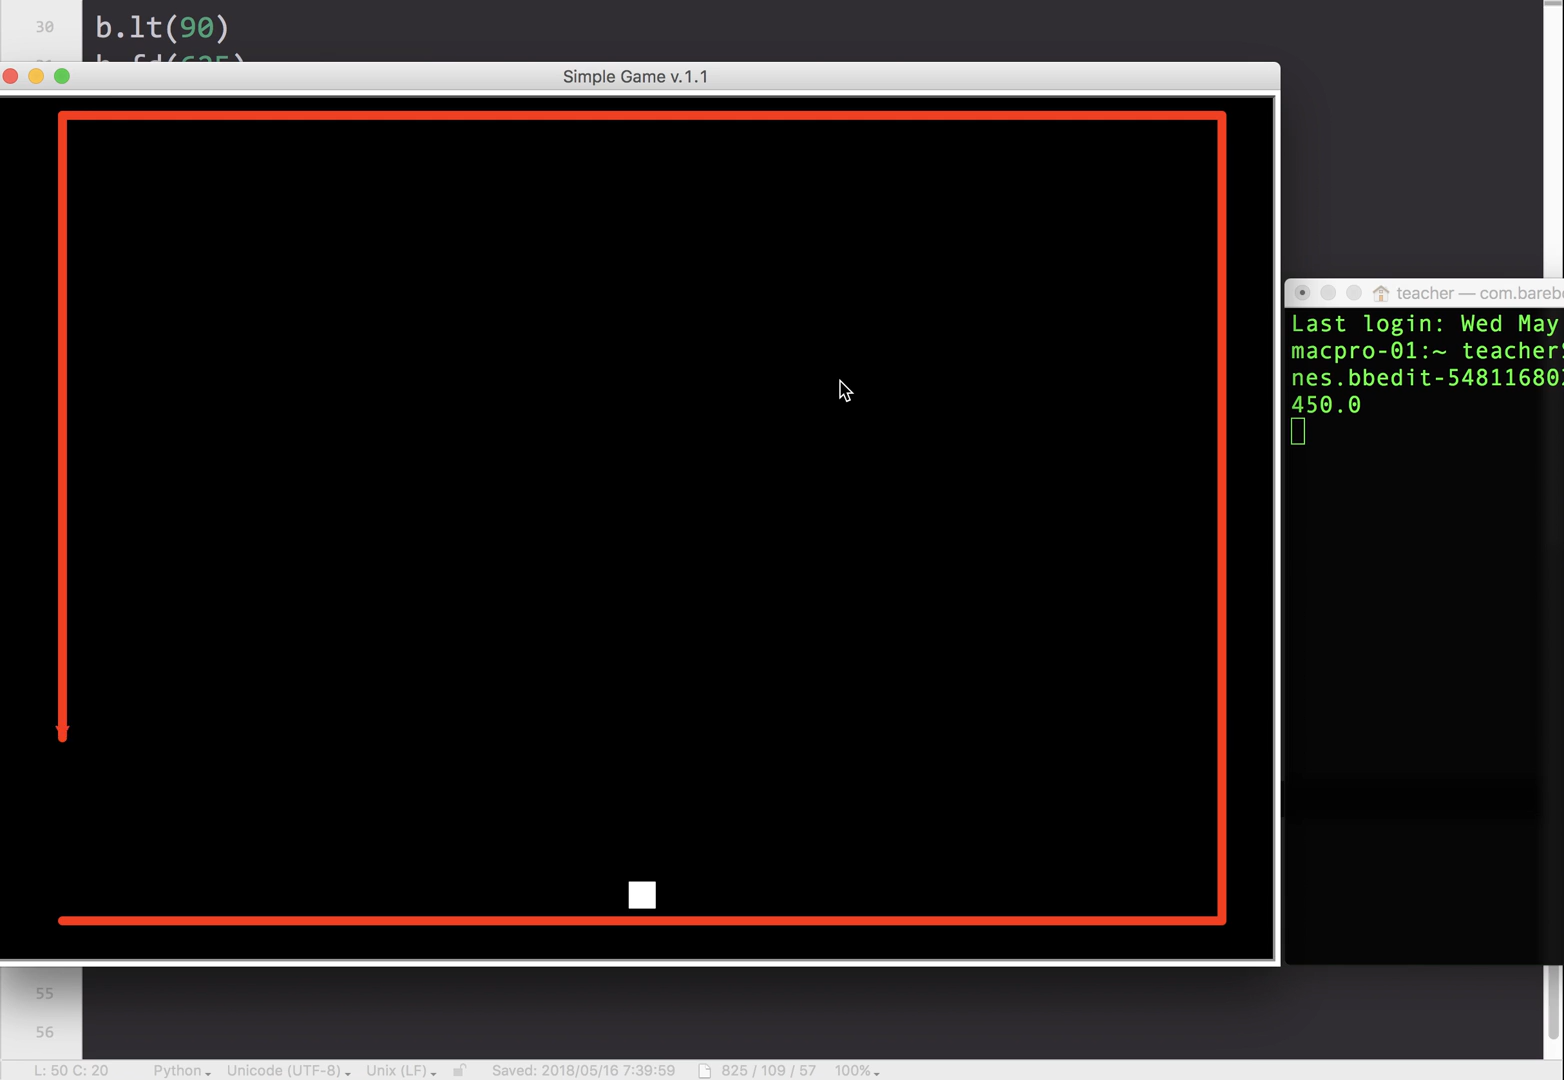 30
b.lt(90)
b.fd(625)
Simple Game v.1.1
teacher — com.bareb
Last login: Wed May
macpro-01:~ teacher$
nes.bbedit-54811680
450.0
55
56
L: 50 C: 20 Python Unicode (UTF-8) Unix (LF) Saved: 2018/05/16 7:39:59 825 / 109 / 57 100%